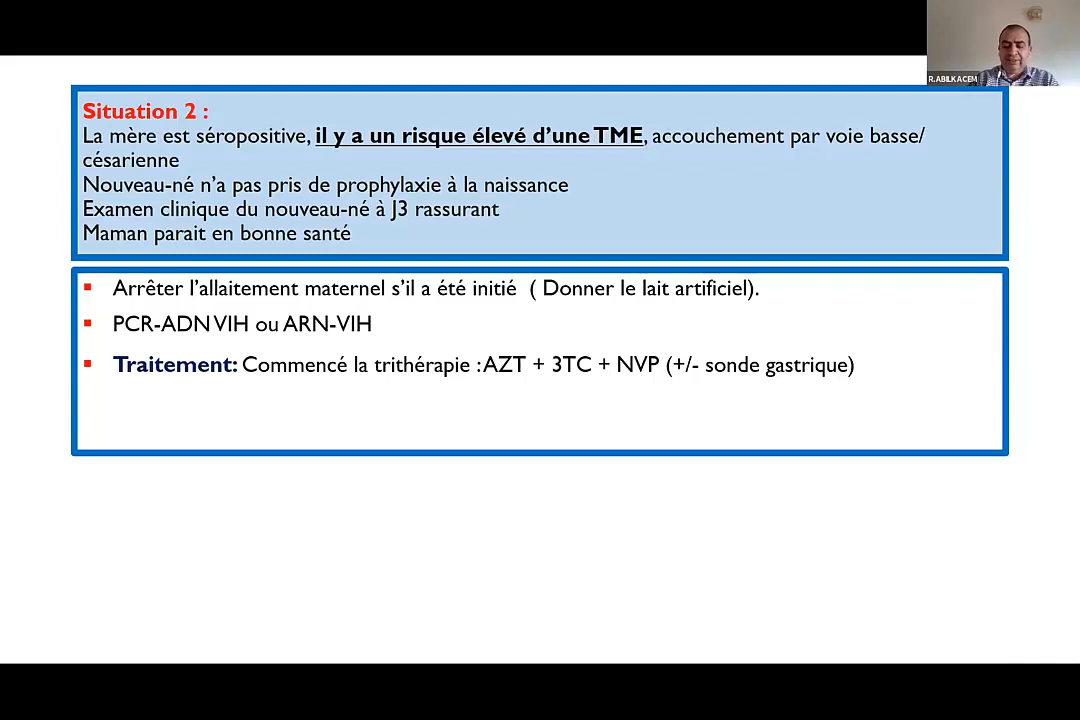 R.ABILKACEM
Situation 2 :
La mère est séropositive, il y a un risque élevé d’une TME, accouchement par voie basse/
césarienne
Nouveau-né n’a pas pris de prophylaxie à la naissance
Examen clinique du nouveau-né à J3 rassurant
Maman parait en bonne santé
▪ Arrêter l’allaitement maternel s’il a été initié ( Donner le lait artificiel).
▪ PCR-ADN VIH ou ARN-VIH
▪ Traitement: Commencé la trithérapie : AZT + 3TC + NVP (+/- sonde gastrique)